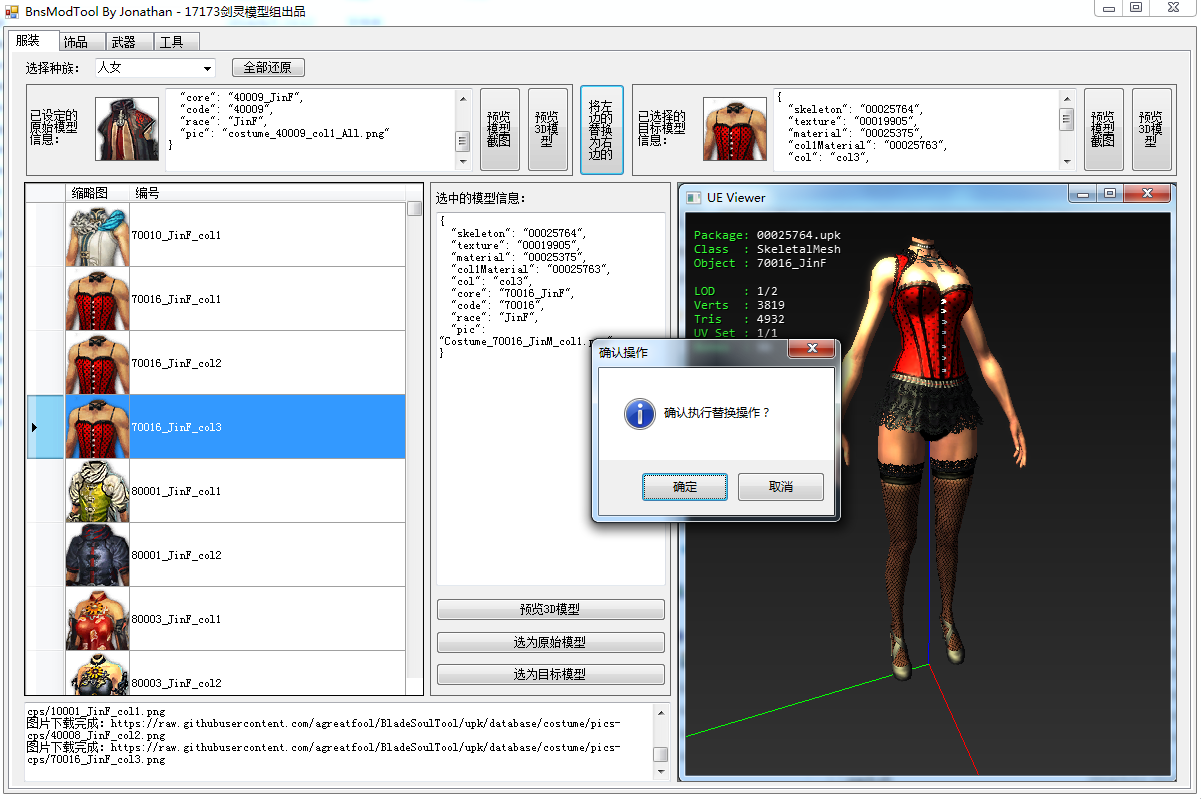 BnsModTool By Jonathan - 17173剑灵模型组出品
服装
饰品
武器
工具
选择种族：
人女
全部还原
已设定的
原始模型
信息：
"core": "40009_JinF",
"code": "40009",
"race": "JinF",
"pic": "costume_40009_col1_All.png"
}
预览
模型
截图
预览
3D模
型
将左
边的
替换
为右
边的
已选择的
目标模型
信息：
{
"skeleton": "00025764",
"texture": "00019905",
"material": "00025375",
"col1Material": "00025763",
"col": "col3",
预览
模型
截图
预览
3D模
型
缩略图 编号
70010_JinF_col1
70016_JinF_col1
70016_JinF_col2
70016_JinF_col3
80001_JinF_col1
80001_JinF_col2
80003_JinF_col1
80003_JinF_col2
选中的模型信息：
{
"skeleton": "00025764",
"texture": "00019905",
"material": "00025375",
"col1Material": "00025763",
"col": "col3",
"core": "70016_JinF",
"code": "70016",
"race": "JinF",
"pic":
"Costume_70016_JinM_col1.
}
预览3D模型
选为原始模型
选为目标模型
UE Viewer
Package: 00025764.upk
Class : SkeletalMesh
Object : 70016_JinF
LOD : 1/2
Verts : 3819
Tris : 4932
UV Set : 1/1
确认操作
确认执行替换操作？
确定
取消
cps/10001_JinF_col1.png
图片下载完成：https://raw.githubusercontent.com/agreatfool/BladeSoulTool/upk/database/costume/pics-
cps/40008_JinF_col2.png
图片下载完成：https://raw.githubusercontent.com/agreatfool/BladeSoulTool/upk/database/costume/pics-
cps/70016_JinF_col3.png